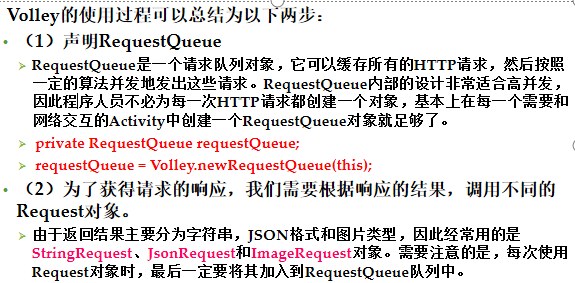 Volley的使用过程可以总结为以下两步：
（1）声明RequestQueue
RequestQueue是一个请求队列对象，它可以缓存所有的HTTP请求，然后按照
一定的算法并发地发出这些请求。RequestQueue内部的设计非常适合高并发，
因此程序人员不必为每一次HTTP请求都创建一个对象，基本上在每一个需要和
网络交互的Activity中创建一个RequestQueue对象就足够了。
private RequestQueue requestQueue;
requestQueue = Volley.newRequestQueue(this);
（2）为了获得请求的响应，我们需要根据响应的结果，调用不同的
Request对象。
由于返回结果主要分为字符串，JSON格式和图片类型，因此经常用的是
StringRequest、JsonRequest和ImageRequest对象。需要注意的是，每次使用
Request对象时，最后一定要将其加入到RequestQueue队列中。